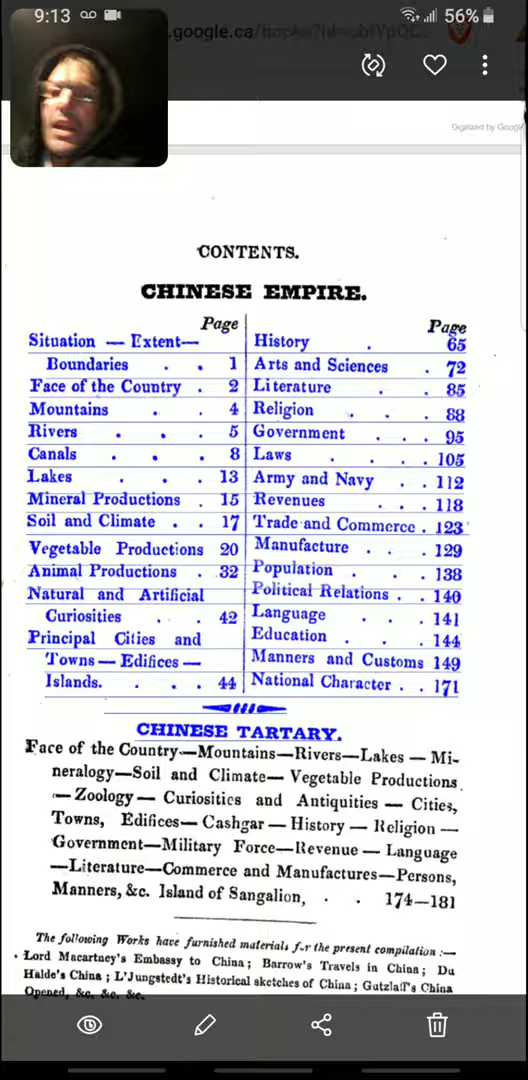 9:13
56%
.google.ca/
Digitized by Google
CONTENTS.
CHINESE EMPIRE.
Page
Situation — Extent—
Boundaries . . 1
Face of the Country . 2
Mountains . . 4
Rivers . . . 5
Canals . . . 8
Lakes . . . 13
Mineral Productions . 15
Soil and Climate . . 17
Vegetable Productions 20
Animal Productions . 32
Natural and Artificial
Curiosities . . 42
Principal Cities and
Towns — Edifices —
Islands. . . . 44
Page
History . 65
Arts and Sciences . 72
Literature . . 85
Religion . . . 88
Government . . . 95
Laws . . . . 105
Army and Navy . . 112
Revenues . . . 118
Trade and Commerce . 123
Manufacture . . . 129
Population . . . 138
Political Relations . . 140
Language . . . 141
Education . . . 144
Manners and Customs 149
National Character . . 171
CHINESE TARTARY.
Face of the Country—Mountains—Rivers—Lakes — Mi-
neralogy—Soil and Climate— Vegetable Productions
— Zoology — Curiosities and Antiquities — Cities,
Towns, Edifices— Cashgar — History — Religion —
Government—Military Force—Revenue — Language
—Literature—Commerce and Manufactures—Persons,
Manners, &c. Island of Sangalion, . . 174—181
The following Works have furnished materials for the present compilation :—
Lord Macartney's Embassy to China ; Barrow's Travels in China ; Du
Halde's China ; L'Jungstedt's Historical sketches of China ; Gutzlaff's China
Opened, &c. &c. &c.